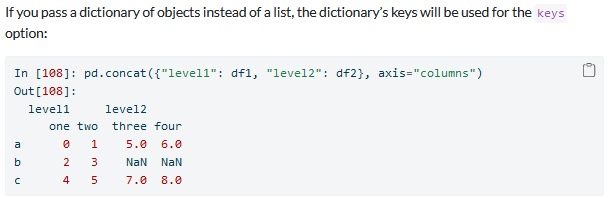 If you pass a dictionary of objects instead of a list, the dictionary’s keys will be used for the keys
option:
In [108]: pd.concat({"level1": df1, "level2": df2}, axis="columns")
Out[108]:
  level1     level2
     one two  three four
a      0   1    5.0  6.0
b      2   3    NaN  NaN
c      4   5    7.0  8.0